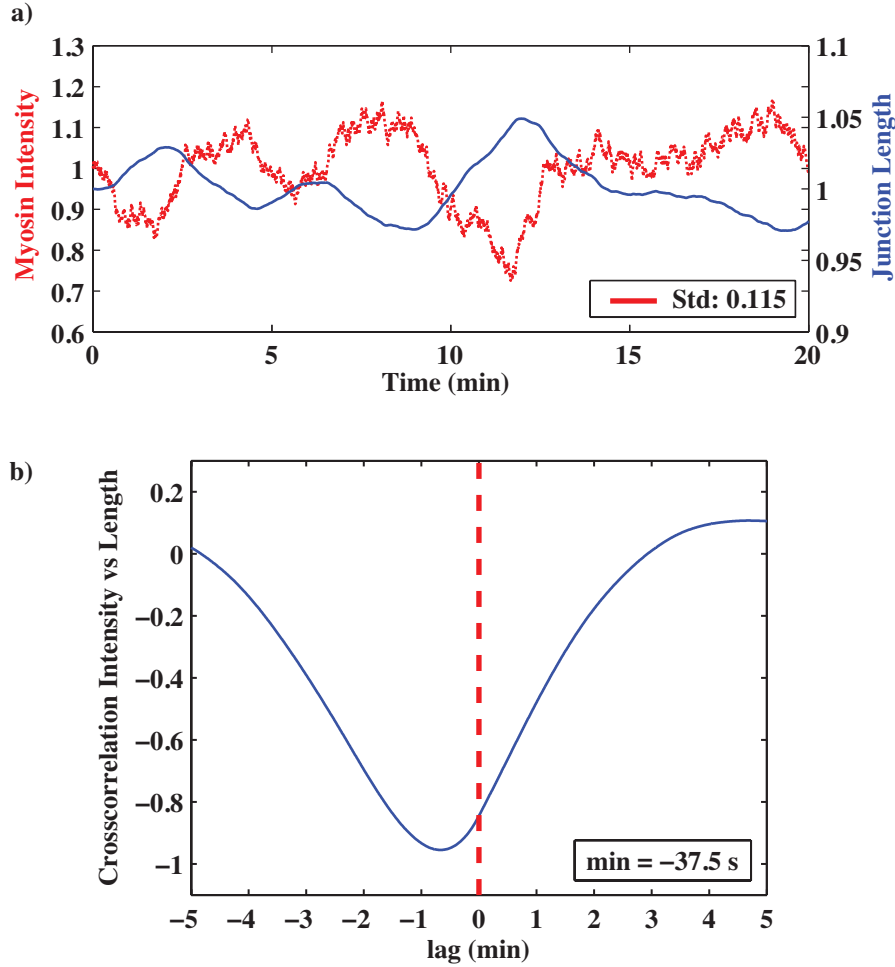 a)
Myosin Intensity
1.3
1.2
1.1
1
0.9
0.8
0.7
0.6
1.1
1.05
1
0.95
0.9
Junction Length
Std: 0.115
0 5 10 15 20
Time (min)
b)
Crosscorrelation Intensity vs Length
0.2
0
−0.2
−0.4
−0.6
−0.8
−1
min = −37.5 s
−5 −4 −3 −2 −1 0 1 2 3 4 5
lag (min)